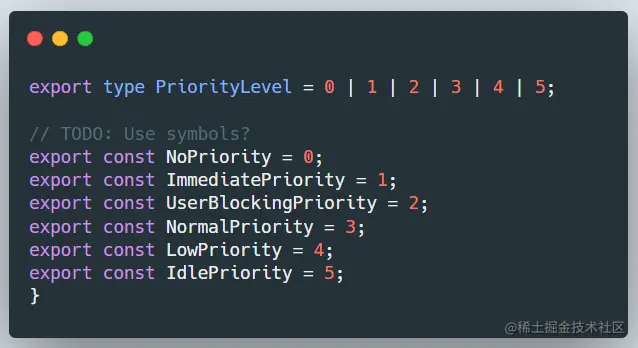 export type PriorityLevel = 0 | 1 | 2 | 3 | 4 | 5;
// TODO: Use symbols?
export const NoPriority = 0;
export const ImmediatePriority = 1;
export const UserBlockingPriority = 2;
export const NormalPriority = 3;
export const LowPriority = 4;
export const IdlePriority = 5;
}
@稀土掘金技术社区